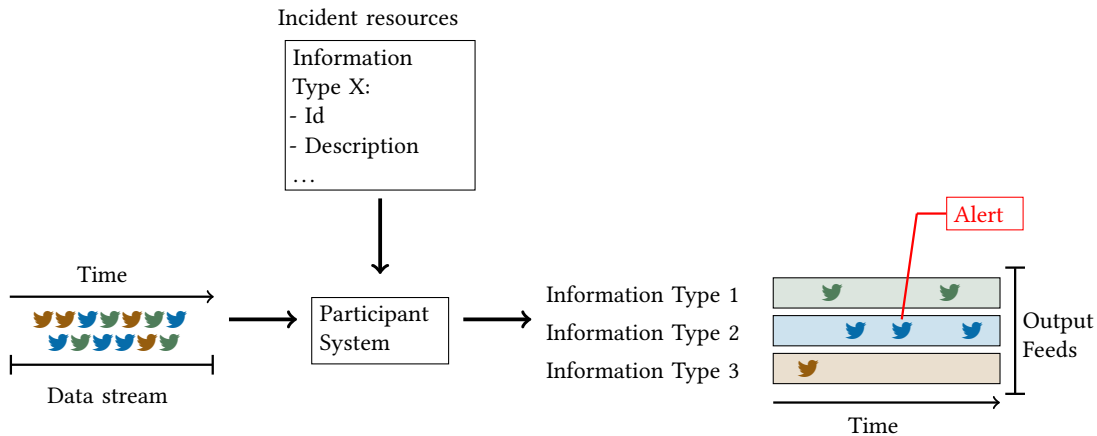 Incident resources
Information
Type X:
- Id
- Description
...
Alert
Time
Participant
System
Information Type 1
Information Type 2
Information Type 3
Output
Feeds
Data stream
Time